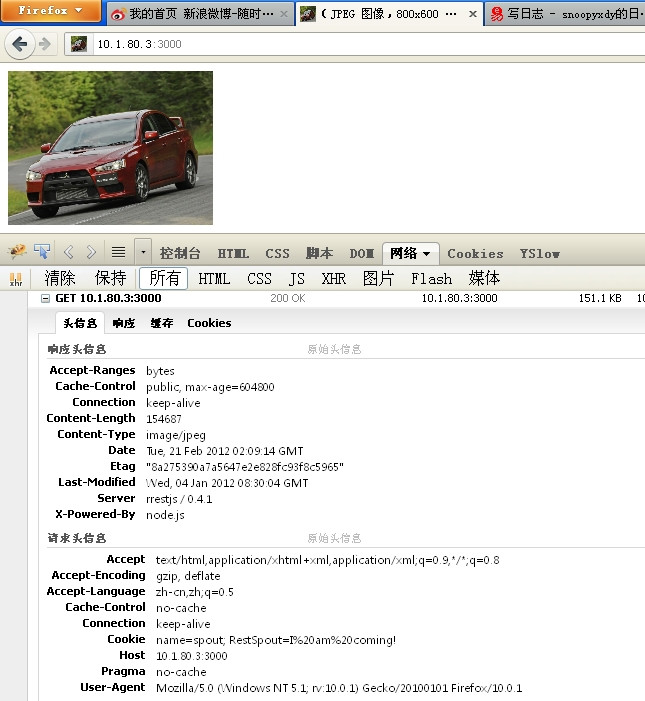 Firefox
我的首页 新浪微博-随时··· ×
(JPEG 图像，800x600 ··· ×
写日志 - snoopyxdy的日·
10.1.80.3:3000
控制台 HTML CSS 脚本 DOM 网络 Cookies YSlow
xhr 清除 保持 所有 HTML CSS JS XHR 图片 Flash 媒体
GET 10.1.80.3:3000 200 OK 10.1.80.3:3000 151.1 KB
头信息 响应 缓存 Cookies
响应头信息 原始头信息
Accept-Ranges bytes
Cache-Control public, max-age=604800
Connection keep-alive
Content-Length 154687
Content-Type image/jpeg
Date Tue, 21 Feb 2012 02:09:14 GMT
Etag "8a275390a7a5647e2e828fc93f8c5965"
Last-Modified Wed, 04 Jan 2012 08:30:04 GMT
Server rrestjs / 0.4.1
X-Powered-By node.js
请求头信息 原始头信息
Accept text/html,application/xhtml+xml,application/xml;q=0.9,*/*;q=0.8
Accept-Encoding gzip, deflate
Accept-Language zh-cn,zh;q=0.5
Cache-Control no-cache
Connection keep-alive
Cookie name=spout; RestSpout=I%20am%20coming!
Host 10.1.80.3:3000
Pragma no-cache
User-Agent Mozilla/5.0 (Windows NT 5.1; rv:10.0.1) Gecko/20100101 Firefox/10.0.1